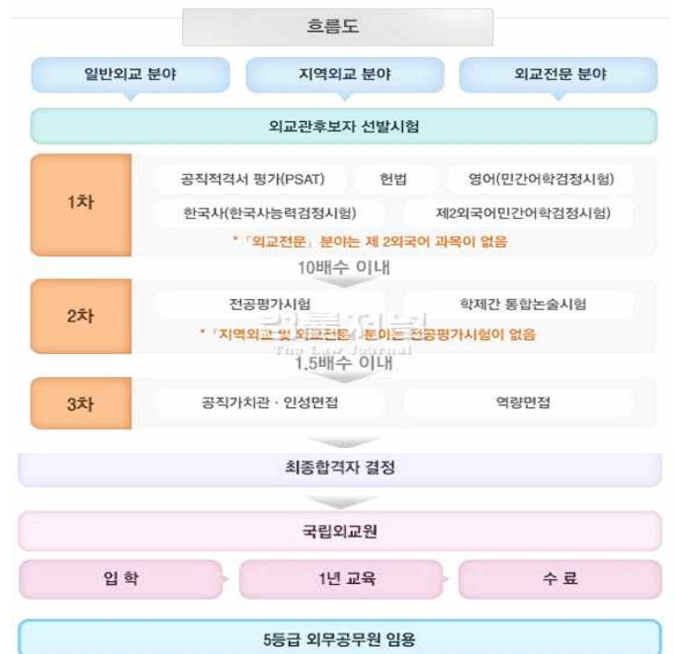 흐름도
일반외교 분야 지역외교 분야 외교전문 분야
외교관후보자 선발시험
1차
공직적격서 평가(PSAT) 헌법 영어(민간어학검정시험)
한국사(한국사능력검정시험) 제2외국어민간어학검정시험)
*「외교전문」분야는 제 2외국어 과목이 없음
10배수 이내
2차
전공평가시험 학제간 통합논술시험
*「지역외교 및 외교전문」분야는 전공평가시험이 없음
법률저널
The Law Journal
1.5배수 이내
3차
공직가치관 · 인성면접 역량면접
최종합격자 결정
국립외교원
입 학 1년 교육 수 료
5등급 외무공무원 임용